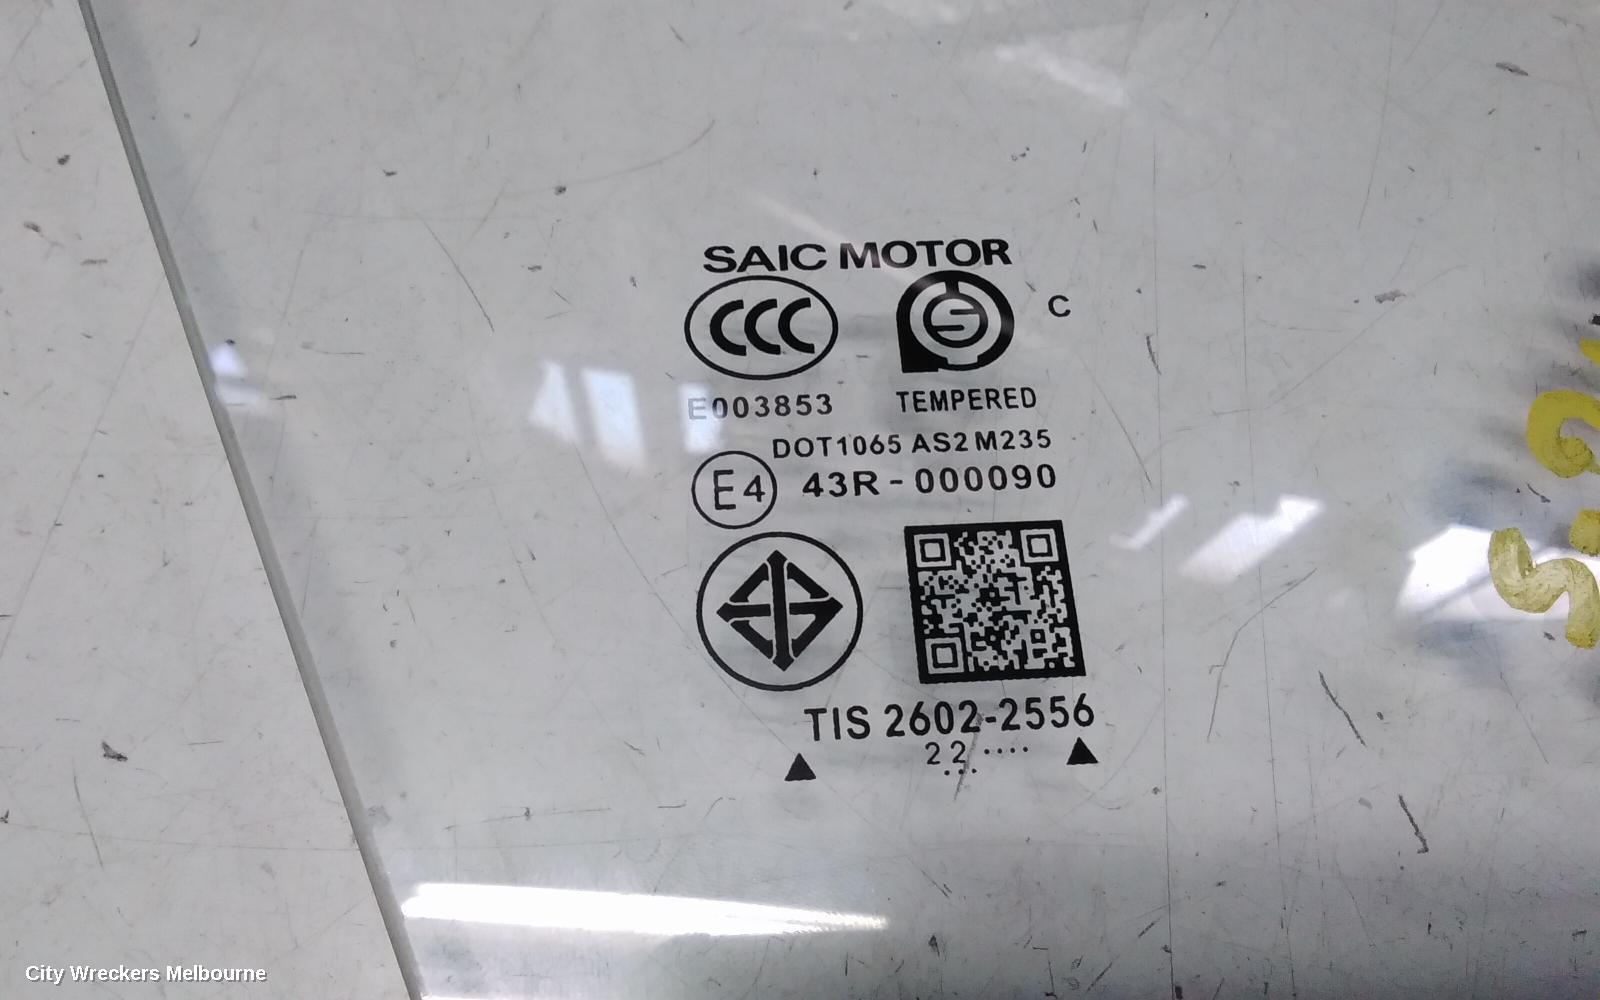 SAIC MOTOR
CCC
S
C
E003853
TEMPERED
DOT1065 AS2 M235
E4
43R-000090
TIS 2602-2556
22 ....
...
City Wreckers Melbourne